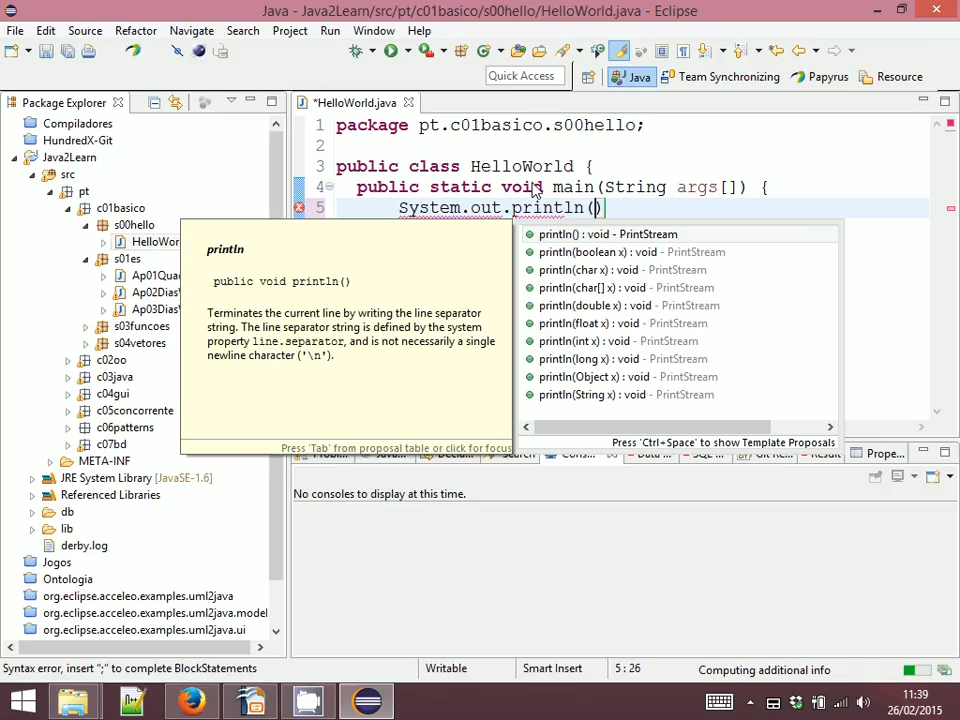 Java - Java2Learn/src/pt/c01basico/s00hello/HelloWorld.java - Eclipse
File Edit Source Refactor Navigate Search Project Run Window Help
Quick Access
Java
Team Synchronizing
Papyrus
Resource
Package Explorer
*HelloWorld.java
Compiladores
HundredX-Git
Java2Learn
src
pt
c01basico
s00hello
HelloWor
s01es
Ap01Quad
Ap02DiasV
Ap03DiasV
s03funcoes
s04vetores
c02oo
c03java
c04gui
c05concorrente
c06patterns
c07bd
META-INF
JRE System Library [JavaSE-1.6]
Referenced Libraries
db
lib
derby.log
Jogos
Ontologia
org.eclipse.acceleo.examples.uml2java
org.eclipse.acceleo.examples.uml2java.model
org.eclipse.acceleo.examples.uml2java.ui
1 package pt.c01basico.s00hello;
2
3 public class HelloWorld {
4 public static void main(String args[]) {
5 System.out.println()
println
public void println()
Terminates the current line by writing the line separator
string. The line separator string is defined by the system
property line.separator, and is not necessarily a single
newline character ('\n').
Press 'Tab' from proposal table or click for focus
println() : void - PrintStream
println(boolean x) : void - PrintStream
println(char x) : void - PrintStream
println(char[] x) : void - PrintStream
println(double x) : void - PrintStream
println(float x) : void - PrintStream
println(int x) : void - PrintStream
println(long x) : void - PrintStream
println(Object x) : void - PrintStream
println(String x) : void - PrintStream
Press 'Ctrl+Space' to show Template Proposals
Prope...
No consoles to display at this time.
Syntax error, insert ";" to complete BlockStatements
Writable
Smart Insert
5 : 26
Computing additional info
11:39
26/02/2015